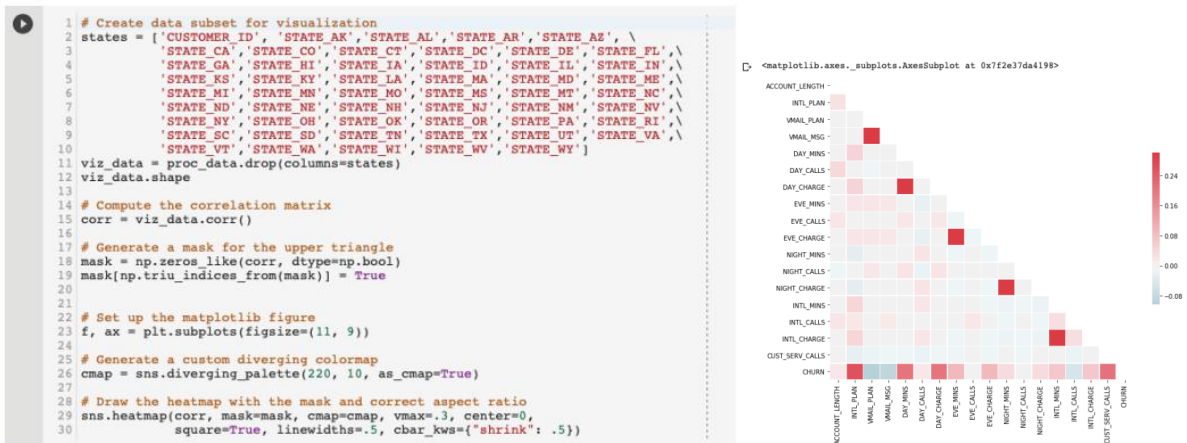 1 # Create data subset for visualization
2 states = ['CUSTOMER_ID', 'STATE_AK','STATE_AL','STATE_AR','STATE_AZ', \
3 'STATE_CA','STATE_CO','STATE_CT','STATE_DC','STATE_DE','STATE_FL',\
4 'STATE_GA','STATE_HI','STATE_IA','STATE_ID','STATE_IL','STATE_IN',\
5 'STATE_KS','STATE_KY','STATE_LA','STATE_MA','STATE_MD','STATE_ME',\
6 'STATE_MI','STATE_MN','STATE_MO','STATE_MS','STATE_MT','STATE_NC',\
7 'STATE_ND','STATE_NE','STATE_NH','STATE_NJ','STATE_NM','STATE_NV',\
8 'STATE_NY','STATE_OH','STATE_OK','STATE_OR','STATE_PA','STATE_RI',\
9 'STATE_SC','STATE_SD','STATE_TN','STATE_TX','STATE_UT','STATE_VA',\
10 'STATE_VT','STATE_WA','STATE_WI','STATE_WV','STATE_WY']
11 viz_data = proc_data.drop(columns=states)
12 viz_data.shape
13
14 # Compute the correlation matrix
15 corr = viz_data.corr()
16
17 # Generate a mask for the upper triangle
18 mask = np.zeros_like(corr, dtype=np.bool)
19 mask[np.triu_indices_from(mask)] = True
20
21
22 # Set up the matplotlib figure
23 f, ax = plt.subplots(figsize=(11, 9))
24
25 # Generate a custom diverging colormap
26 cmap = sns.diverging_palette(220, 10, as_cmap=True)
27
28 # Draw the heatmap with the mask and correct aspect ratio
29 sns.heatmap(corr, mask=mask, cmap=cmap, vmax=.3, center=0,
30 square=True, linewidths=.5, cbar_kws={"shrink": .5})
<matplotlib.axes._subplots.AxesSubplot at 0x7f2e37da4198>
ACCOUNT_LENGTH
INTL_PLAN
VMAIL_PLAN
VMAIL_MSG
DAY_MINS
DAY_CALLS
DAY_CHARGE
EVE_MINS
EVE_CALLS
EVE_CHARGE
NIGHT_MINS
NIGHT_CALLS
NIGHT_CHARGE
INTL_MINS
INTL_CALLS
INTL_CHARGE
CUST_SERV_CALLS
CHURN
0.24
0.16
0.08
0.00
-0.08
ACCOUNT_LENGTH
INTL_PLAN
VMAIL_PLAN
VMAIL_MSG
DAY_MINS
DAY_CALLS
DAY_CHARGE
EVE_MINS
EVE_CALLS
EVE_CHARGE
NIGHT_MINS
NIGHT_CALLS
NIGHT_CHARGE
INTL_MINS
INTL_CALLS
INTL_CHARGE
CUST_SERV_CALLS
CHURN